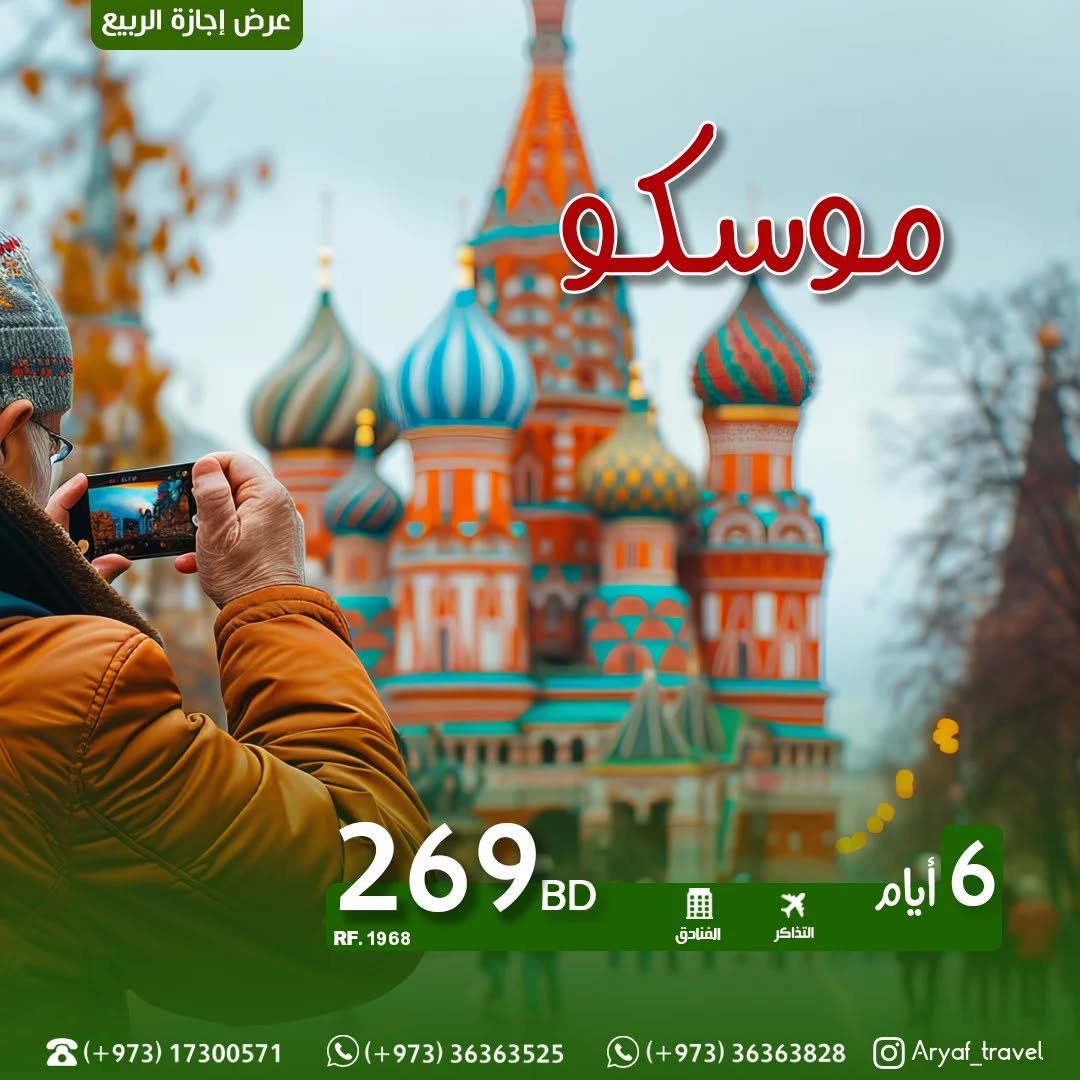 عرض إجازة الربيع
موسكو
269 BD
6 أيام
التذاكر
الفنادق
RF. 1968
(+973) 17300571
(+973) 36363525
(+973) 36363828
Aryaf_travel